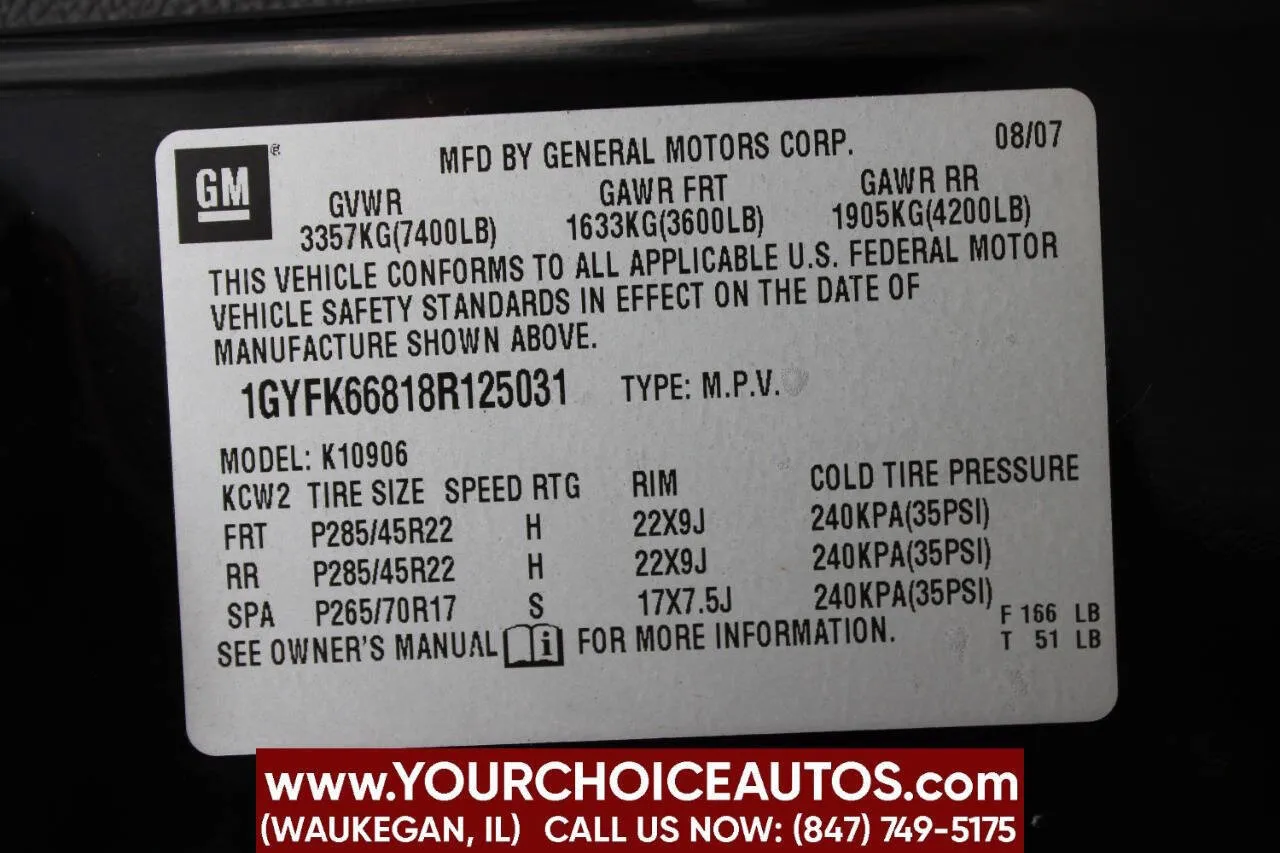 GM ®
MFD BY GENERAL MOTORS CORP. 08/07
GVWR GAWR FRT GAWR RR
3357KG(7400LB) 1633KG(3600LB) 1905KG(4200LB)
THIS VEHICLE CONFORMS TO ALL APPLICABLE U.S. FEDERAL MOTOR
VEHICLE SAFETY STANDARDS IN EFFECT ON THE DATE OF
MANUFACTURE SHOWN ABOVE.
1GYFK66818R125031 TYPE: M.P.V.
MODEL: K10906
KCW2 TIRE SIZE SPEED RTG RIM COLD TIRE PRESSURE
FRT P285/45R22 H 22X9J 240KPA(35PSI)
RR P285/45R22 H 22X9J 240KPA(35PSI)
SPA P265/70R17 S 17X7.5J 240KPA(35PSI)
F 166 LB
SEE OWNER'S MANUAL i FOR MORE INFORMATION.
T 51 LB
www.YOURCHOICEAUTOS.com
(WAUKEGAN, IL) CALL US NOW: (847) 749-5175